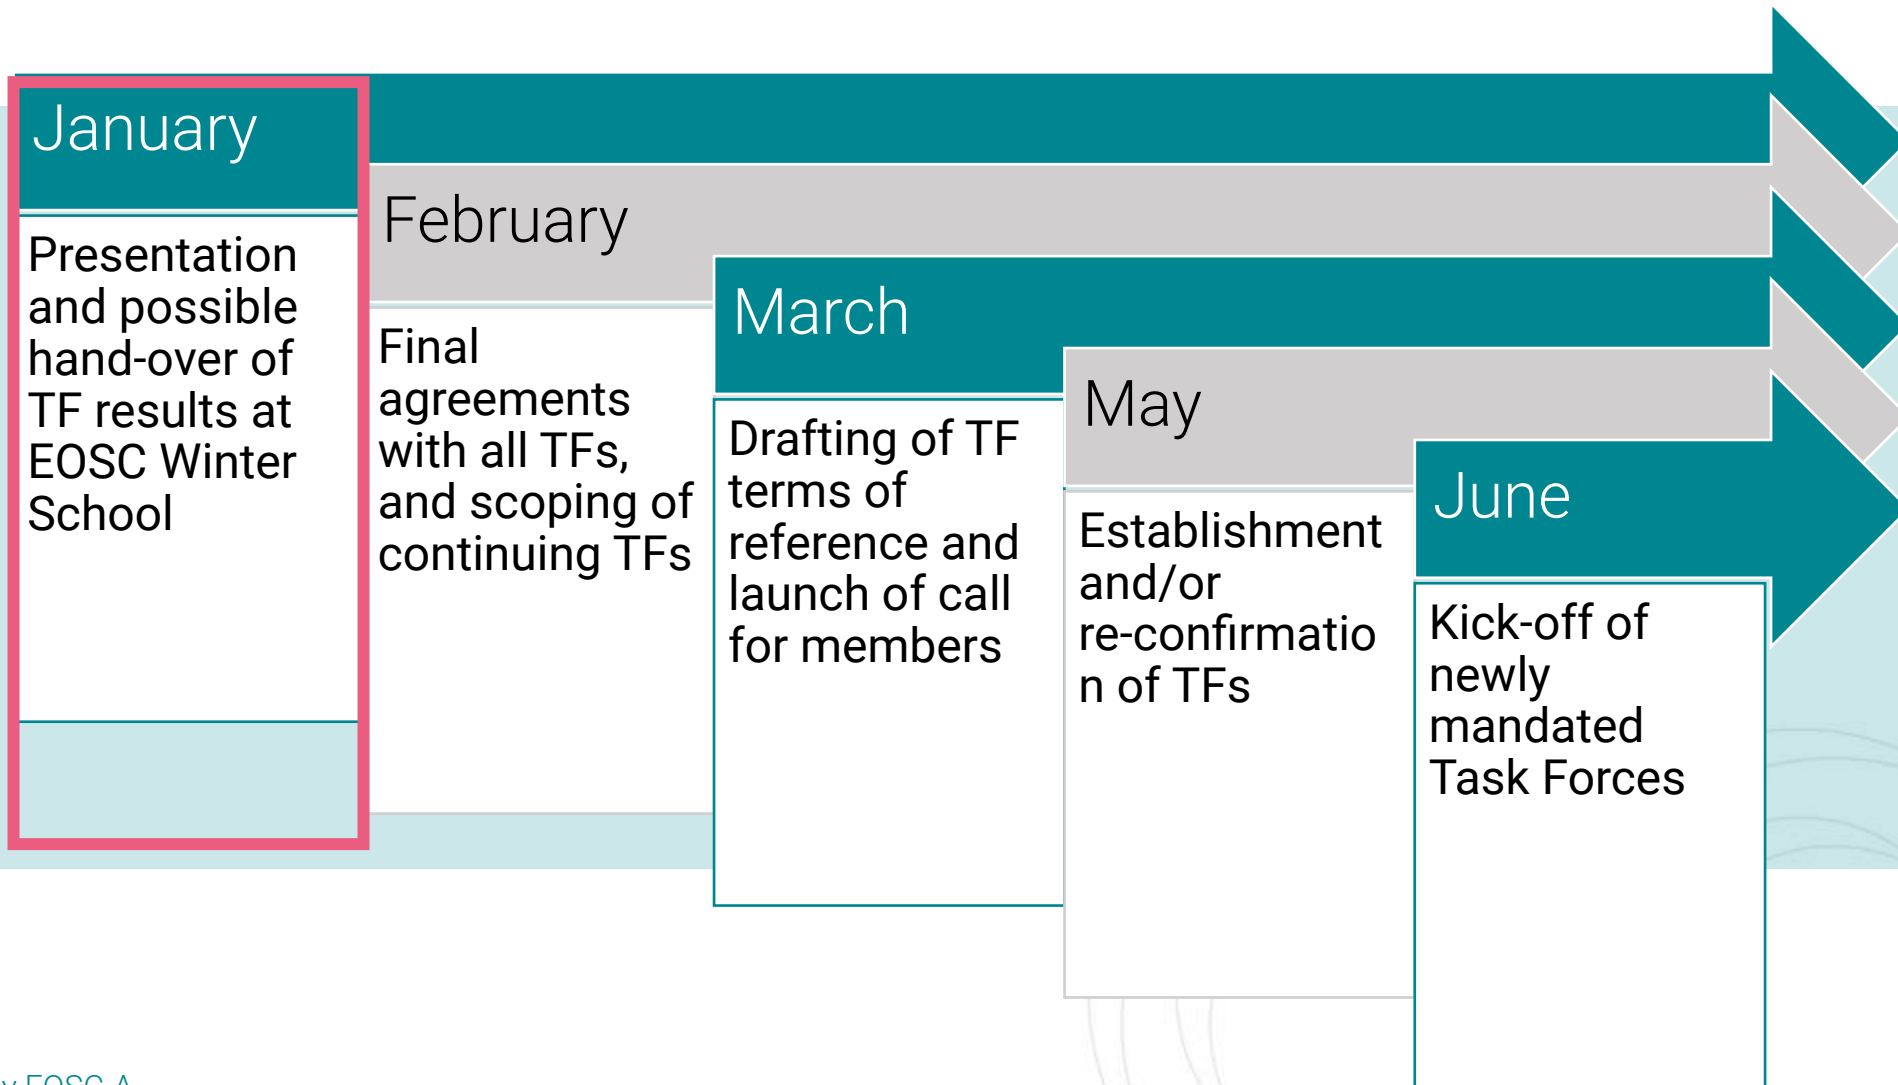 January
Presentation
and possible
hand-over of
TF results at
EOSC Winter
School
February
Final
agreements
with all TFs,
and scoping of
continuing TFs
March
Drafting of TF
terms of
reference and
launch of call
for members
May
Establishment
and/or
re-confirmatio
n of TFs
June
Kick-off of
newly
mandated
Task Forces